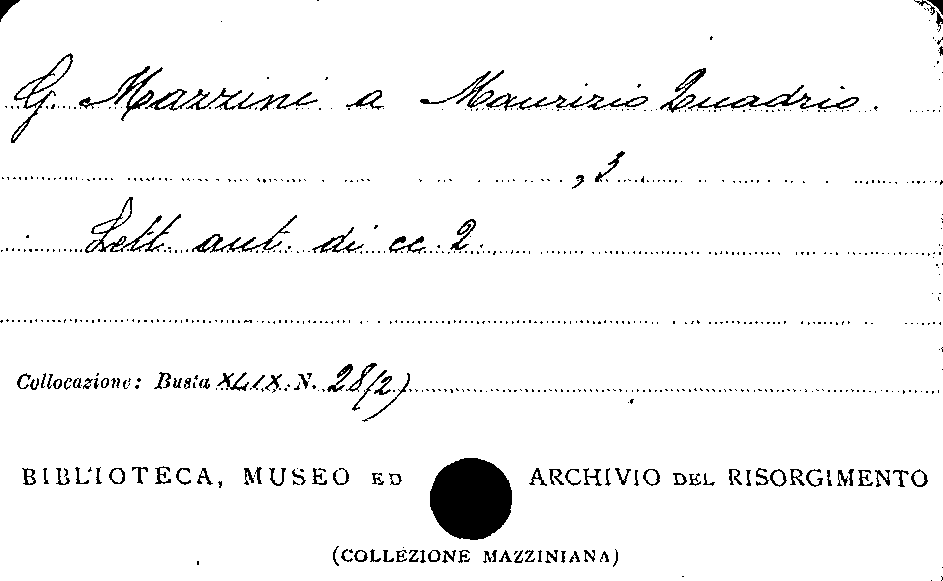 G. Mazzini a Maurizio Quadrio.
, 3
Lett. aut. di cc. 2.
Collocazione: Busta XLIX. N. 28(2)
BIBLIOTECA, MUSEO ED ARCHIVIO DEL RISORGIMENTO
(COLLEZIONE MAZZINIANA)